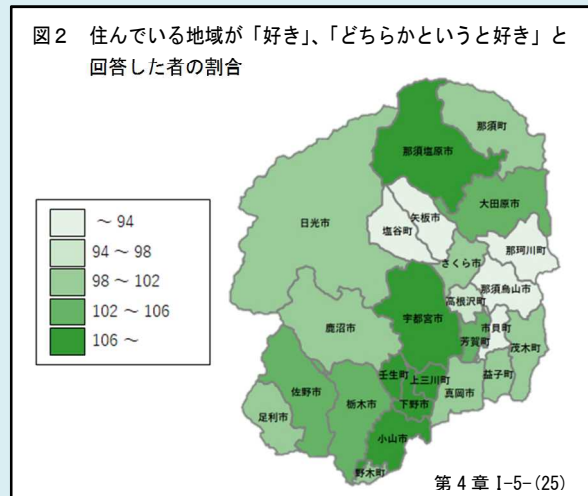 図2　住んでいる地域が「好き」、「どちらかというと好き」と
回答した者の割合
～ 94
94 ～ 98
98 ～ 102
102 ～ 106
106 ～
那須町
那須塩原市
大田原市
日光市
矢板市
塩谷町
那珂川町
さくら市
那須烏山市
高根沢町
宇都宮市
市貝町
芳賀町
茂木町
鹿沼市
壬生町
上三川町
益子町
真岡市
佐野市
栃木市
下野市
足利市
小山市
野木町
第4章 I-5-(25)